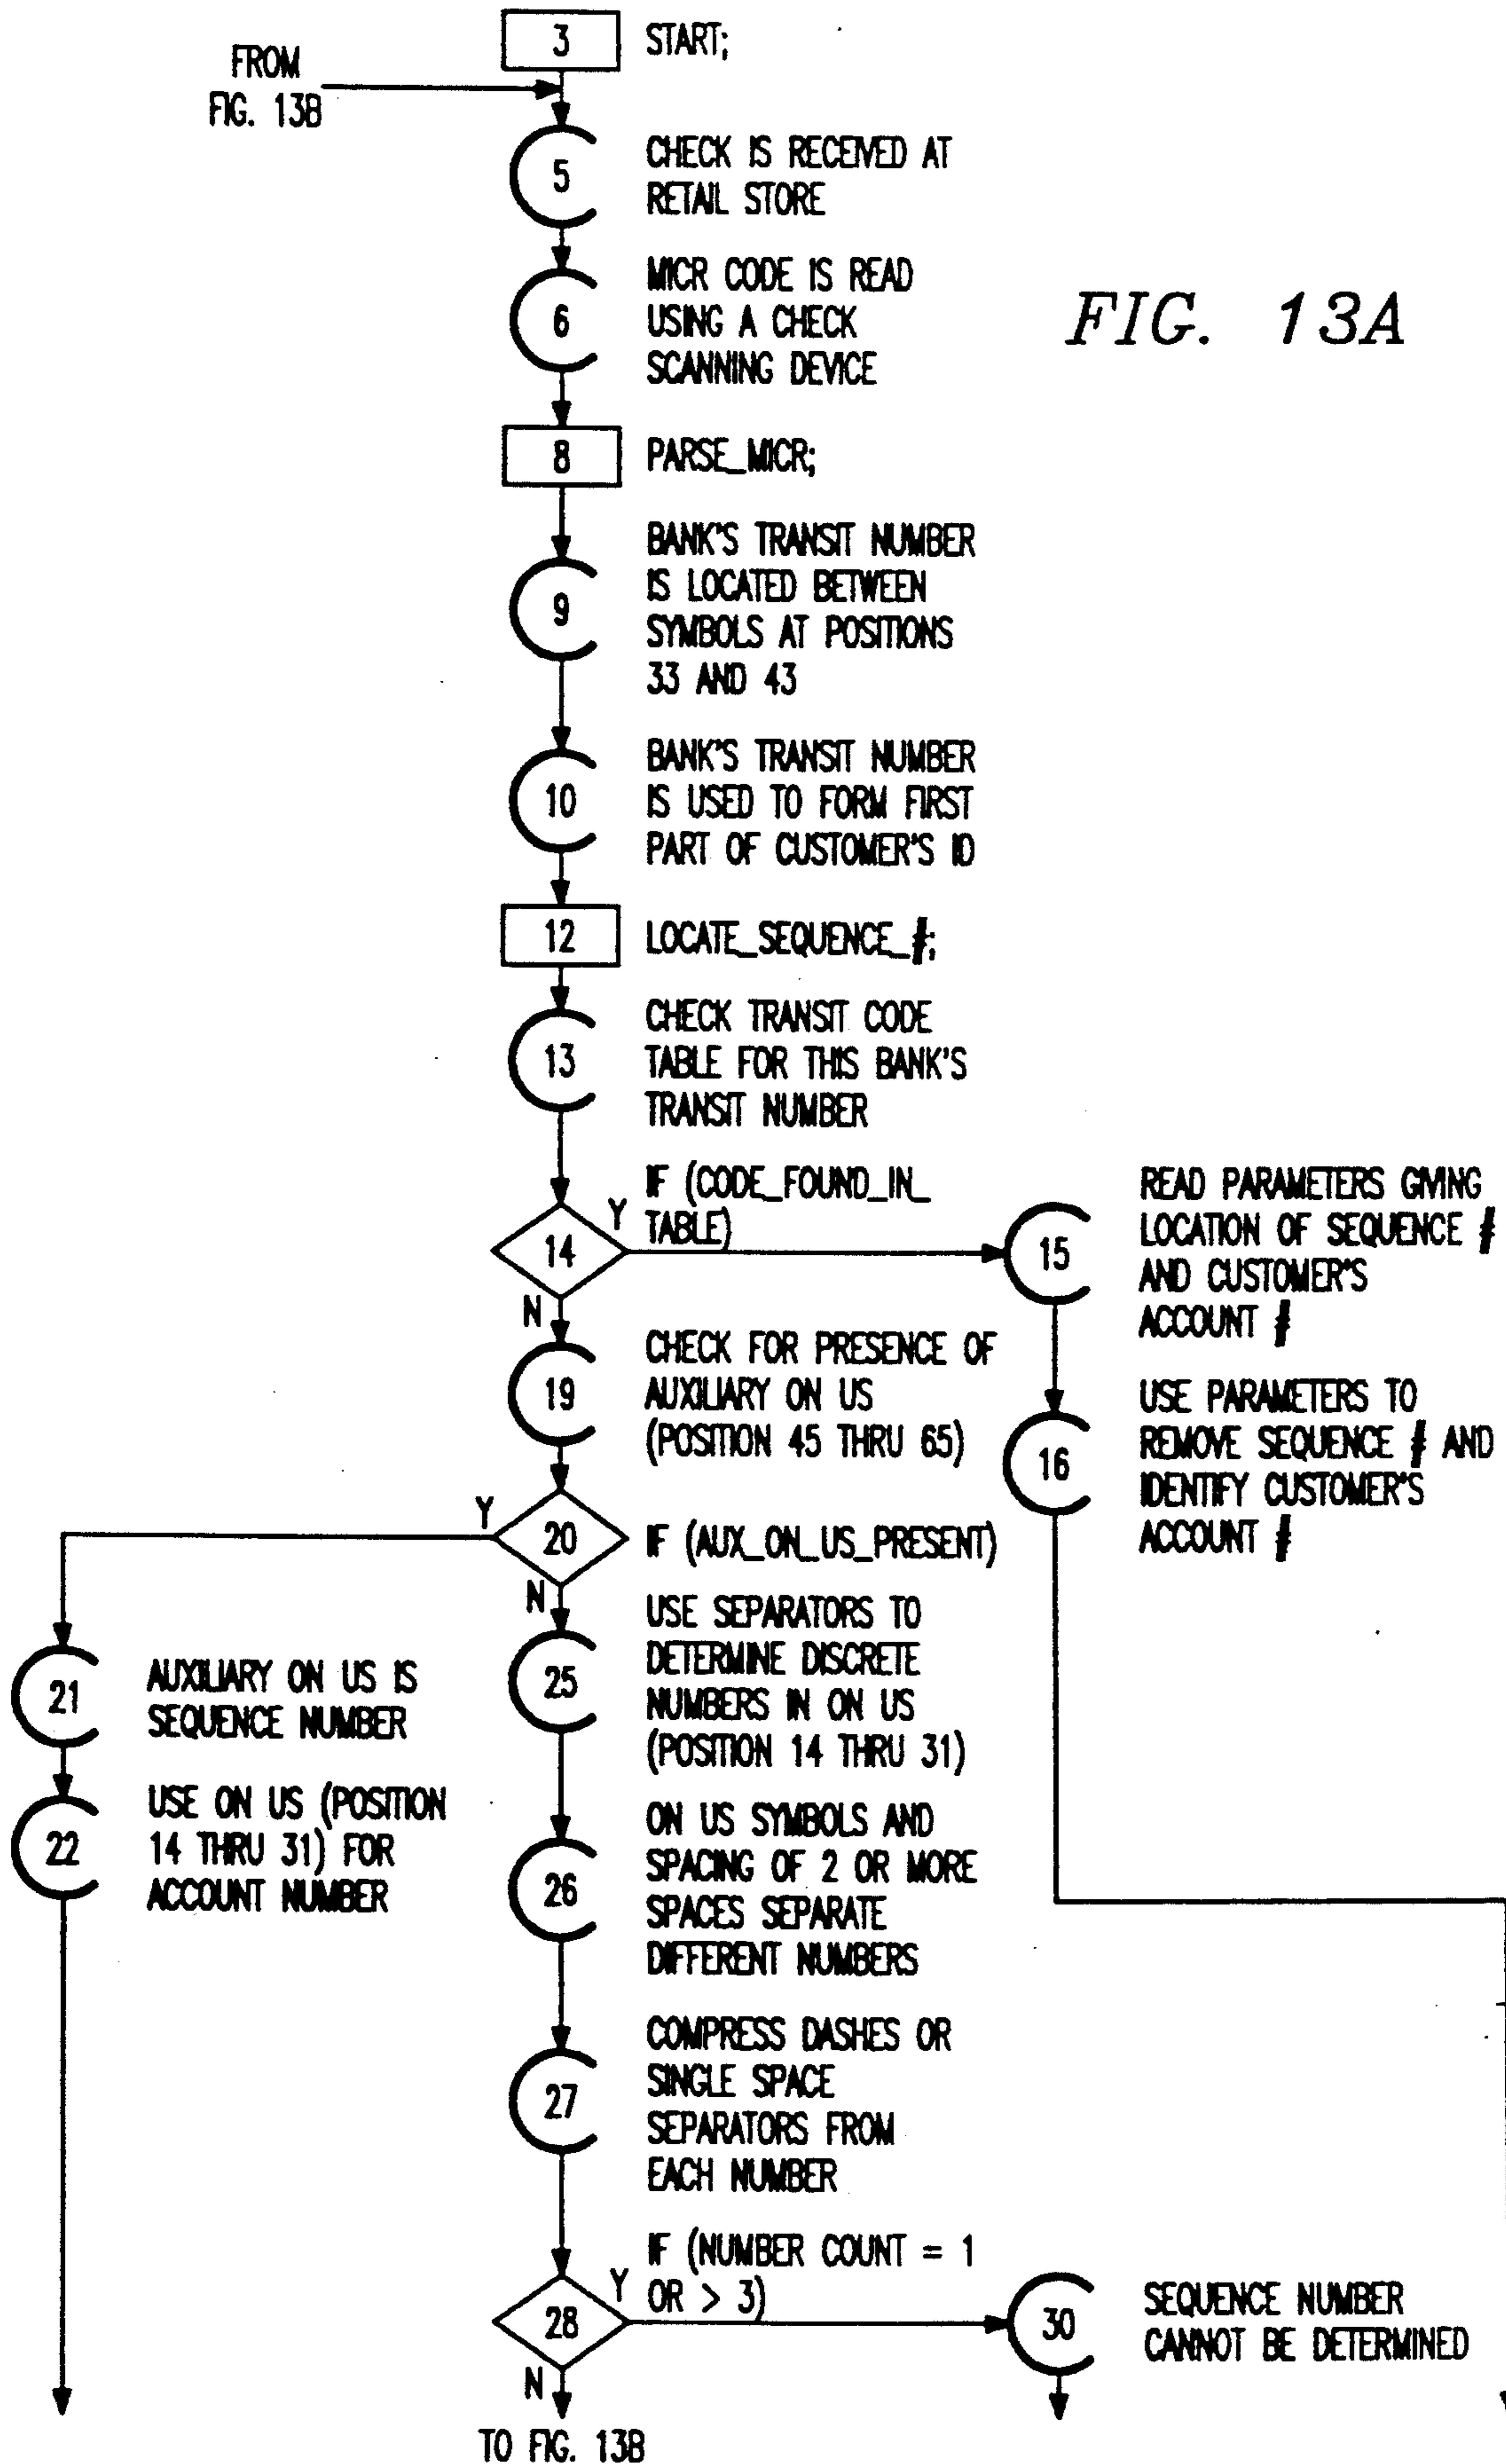 3
START;
FROM
FIG. 13B
5
CHECK IS RECEIVED AT
RETAIL STORE
6
MICR CODE IS READ
USING A CHECK
SCANNING DEVICE
FIG. 13A
8
PARSE_MICR;
9
BANK'S TRANSIT NUMBER
IS LOCATED BETWEEN
SYMBOLS AT POSITIONS
33 AND 43
10
BANK'S TRANSIT NUMBER
IS USED TO FORM FIRST
PART OF CUSTOMER'S ID
12
LOCATE_SEQUENCE_#;
13
CHECK TRANSIT CODE
TABLE FOR THIS BANK'S
TRANSIT NUMBER
14
Y
IF (CODE_FOUND_IN_
TABLE)
N
15
READ PARAMETERS GIVING
LOCATION OF SEQUENCE #
AND CUSTOMER'S
ACCOUNT #
16
USE PARAMETERS TO
REMOVE SEQUENCE # AND
IDENTIFY CUSTOMER'S
ACCOUNT #
19
CHECK FOR PRESENCE OF
AUXILIARY ON US
(POSITION 45 THRU 65)
Y
20
IF (AUX_ON_US_PRESENT)
N
21
AUXILIARY ON US IS
SEQUENCE NUMBER
22
USE ON US (POSITION
14 THRU 31) FOR
ACCOUNT NUMBER
25
USE SEPARATORS TO
DETERMINE DISCRETE
NUMBERS IN ON US
(POSITION 14 THRU 31)
26
ON US SYMBOLS AND
SPACING OF 2 OR MORE
SPACES SEPARATE
DIFFERENT NUMBERS
27
COMPRESS DASHES OR
SINGLE SPACE
SEPARATORS FROM
EACH NUMBER
28
Y
IF (NUMBER COUNT = 1
OR > 3)
N
30
SEQUENCE NUMBER
CANNOT BE DETERMINED
TO FIG. 13B